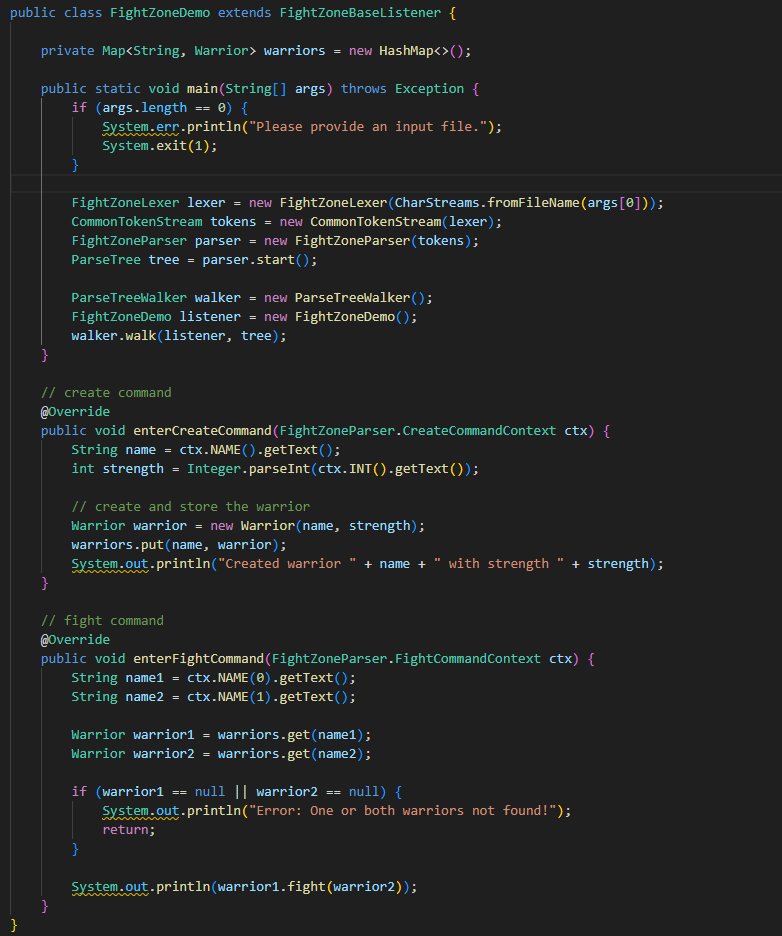 public class FightZoneDemo extends FightZoneBaseListener {
    private Map<String, Warrior> warriors = new HashMap<>();
    public static void main(String[] args) throws Exception {
        if (args.length == 0) {
            System.err.println("Please provide an input file.");
            System.exit(1);
        }
        FightZoneLexer lexer = new FightZoneLexer(CharStreams.fromFileName(args[0]));
        CommonTokenStream tokens = new CommonTokenStream(lexer);
        FightZoneParser parser = new FightZoneParser(tokens);
        ParseTree tree = parser.start();
        ParseTreeWalker walker = new ParseTreeWalker();
        FightZoneDemo listener = new FightZoneDemo();
        walker.walk(listener, tree);
    }
    // create command
    @Override
    public void enterCreateCommand(FightZoneParser.CreateCommandContext ctx) {
        String name = ctx.NAME().getText();
        int strength = Integer.parseInt(ctx.INT().getText());
        // create and store the warrior
        Warrior warrior = new Warrior(name, strength);
        warriors.put(name, warrior);
        System.out.println("Created warrior " + name + " with strength " + strength);
    }
    // fight command
    @Override
    public void enterFightCommand(FightZoneParser.FightCommandContext ctx) {
        String name1 = ctx.NAME(0).getText();
        String name2 = ctx.NAME(1).getText();
        Warrior warrior1 = warriors.get(name1);
        Warrior warrior2 = warriors.get(name2);
        if (warrior1 == null || warrior2 == null) {
            System.out.println("Error: One or both warriors not found!");
            return;
        }
        System.out.println(warrior1.fight(warrior2));
    }
}